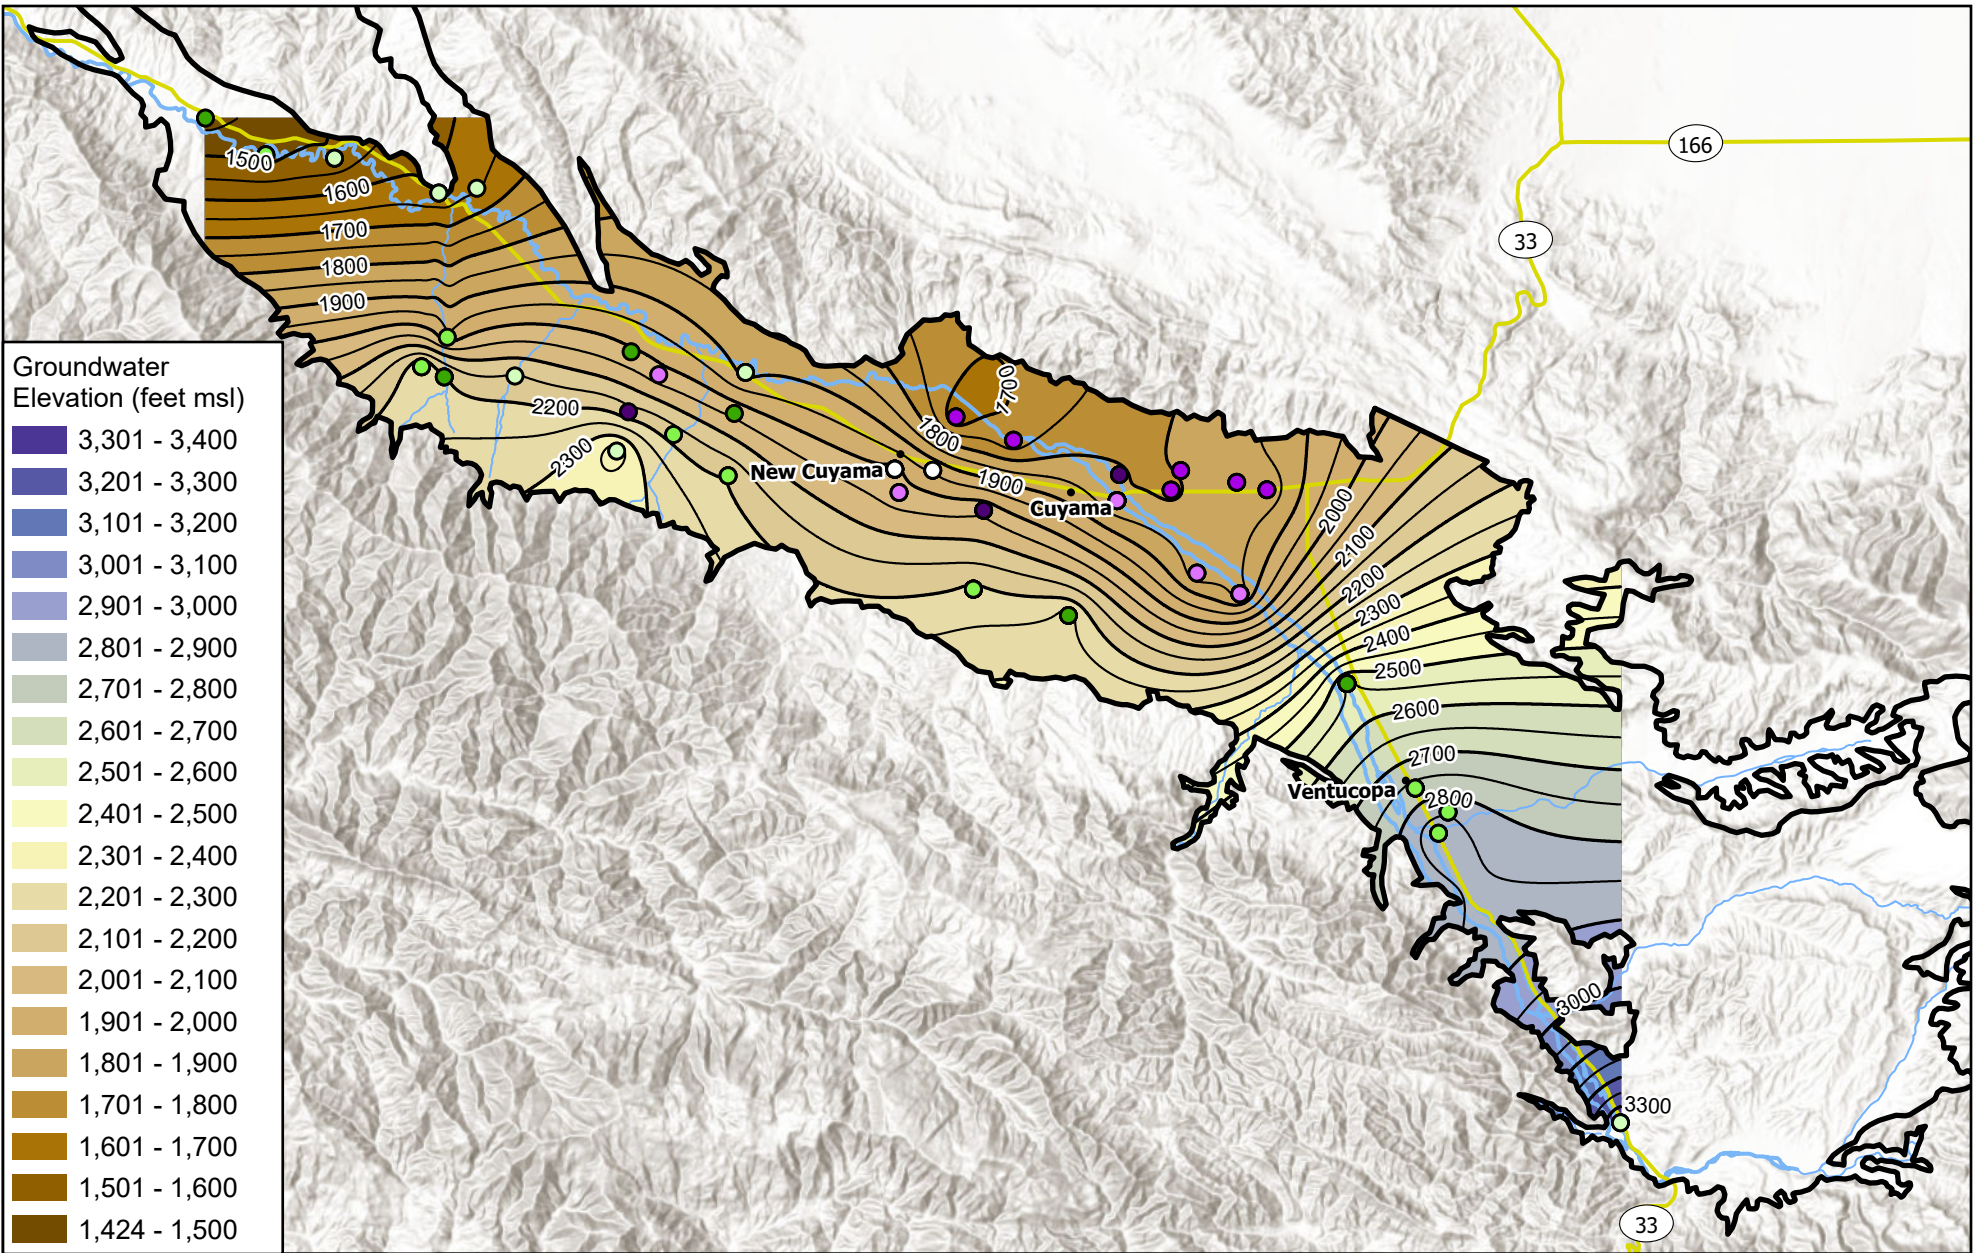 166
33
1500
1600
1700
1800
1900
2200
2300
1700
1800
1900
New Cuyama
Cuyama
2000
2100
2200
2300
2400
2500
2600
2700
Ventucopa
2800
3000
3300
33
Groundwater
Elevation (feet msl)
3,301 - 3,400
3,201 - 3,300
3,101 - 3,200
3,001 - 3,100
2,901 - 3,000
2,801 - 2,900
2,701 - 2,800
2,601 - 2,700
2,501 - 2,600
2,401 - 2,500
2,301 - 2,400
2,201 - 2,300
2,101 - 2,200
2,001 - 2,100
1,901 - 2,000
1,801 - 1,900
1,701 - 1,800
1,601 - 1,700
1,501 - 1,600
1,424 - 1,500